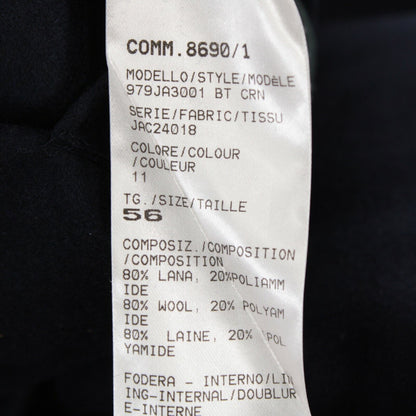 COMM.8690/1
MODELLO/STYLE/MODèLE
979JA3001 BT CRN
SERIE/FABRIC/TISSU
JAC24018
COLORE/COLOUR
/COULEUR
11
TG./SIZE/TAILLE
56
COMPOSIZ./COMPOSITION
/COMPOSITION
80% LANA, 20%POLIAMM
IDE
80% WOOL, 20% POLYAM
IDE
80% LAINE, 20% POL
YAMIDE
FODERA - INTERNO/LIN
ING-INTERNAL/DOUBLUR
E-INTERNE